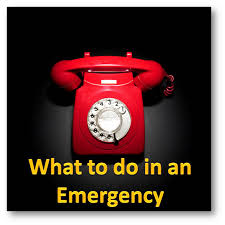 What to do in an
Emergency